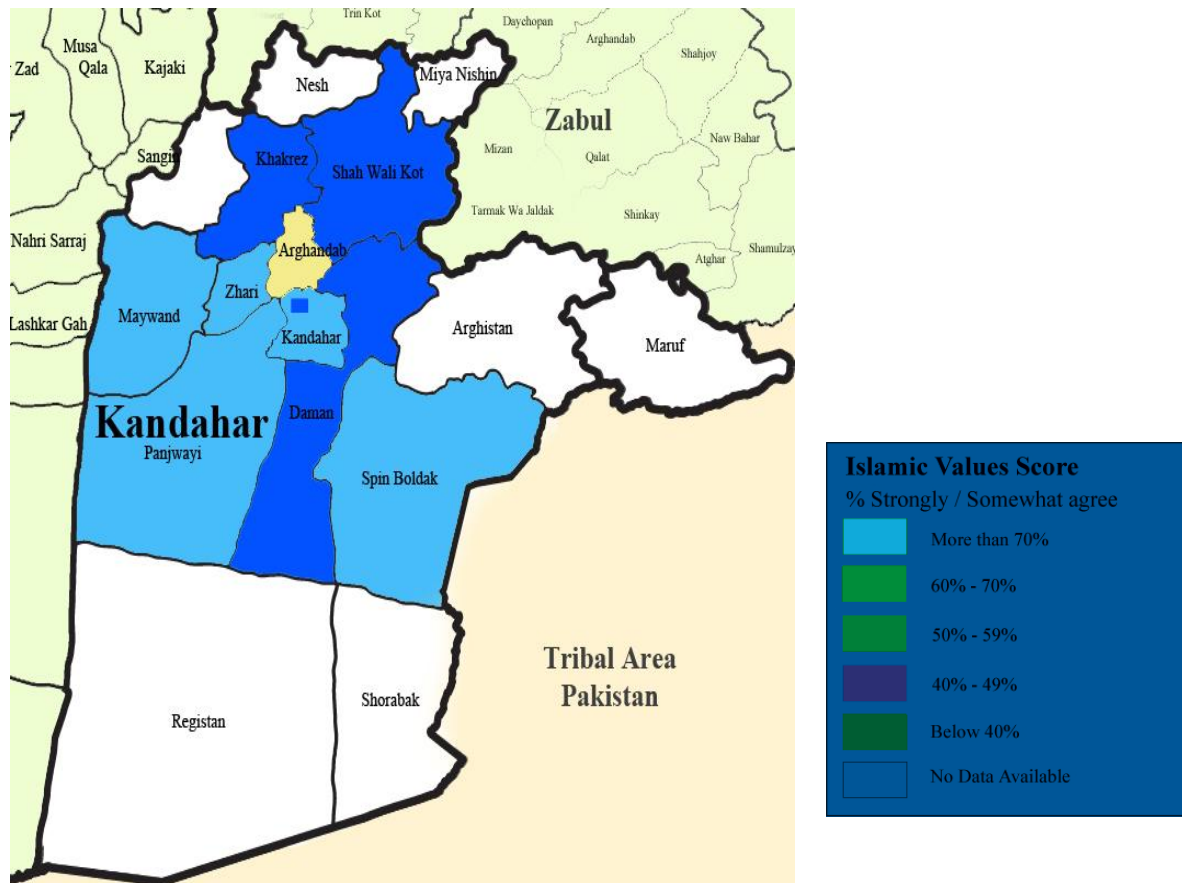 Trin Kot
Daychopan
Musa
Qala
Zad
Kajaki
Arghandab
Shahjoy
Nesh
Miya Nishin
Zabul
Naw Bahar
Mizan
Qalat
Sangin
Khakrez
Shah Wali Kot
Tarmak Wa Jaldak
Shinkay
Nahri Sarraj
Arghandab
Shamulzay
Atghar
Zhari
Maywand
Lashkar Gah
Kandahar
Arghistan
Maruf
Kandahar
Daman
Panjwayi
Spin Boldak
Tribal Area
Pakistan
Registan
Shorabak
Islamic Values Score
% Strongly / Somewhat agree
More than 70%
60% - 70%
50% - 59%
40% - 49%
Below 40%
No Data Available